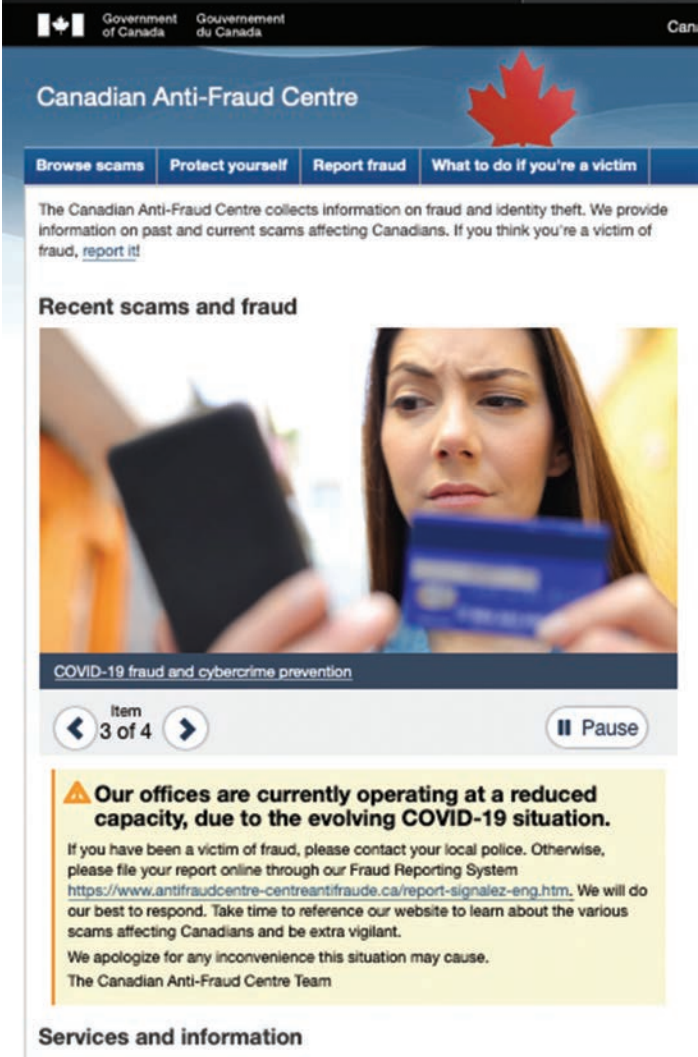 Government of Canada
Gouvernement du Canada
Canadian Anti-Fraud Centre
Browse scams
Protect yourself
Report fraud
What to do if you're a victim
The Canadian Anti-Fraud Centre collects information on fraud and identity theft. We provide
information on past and current scams affecting Canadians. If you think you're a victim of
fraud, report it!
Recent scams and fraud
COVID-19 fraud and cybercrime prevention
Item
3 of 4
Pause
Our offices are currently operating at a reduced
capacity, due to the evolving COVID-19 situation.
If you have been a victim of fraud, please contact your local police. Otherwise,
please file your report online through our Fraud Reporting System
https://www.antifraudcentre-centreantifraude.ca/report-signalez-eng.htm. We will do
our best to respond. Take time to reference our website to learn about the various
scams affecting Canadians and be extra vigilant.
We apologize for any inconvenience this situation may cause.
The Canadian Anti-Fraud Centre Team
Services and information